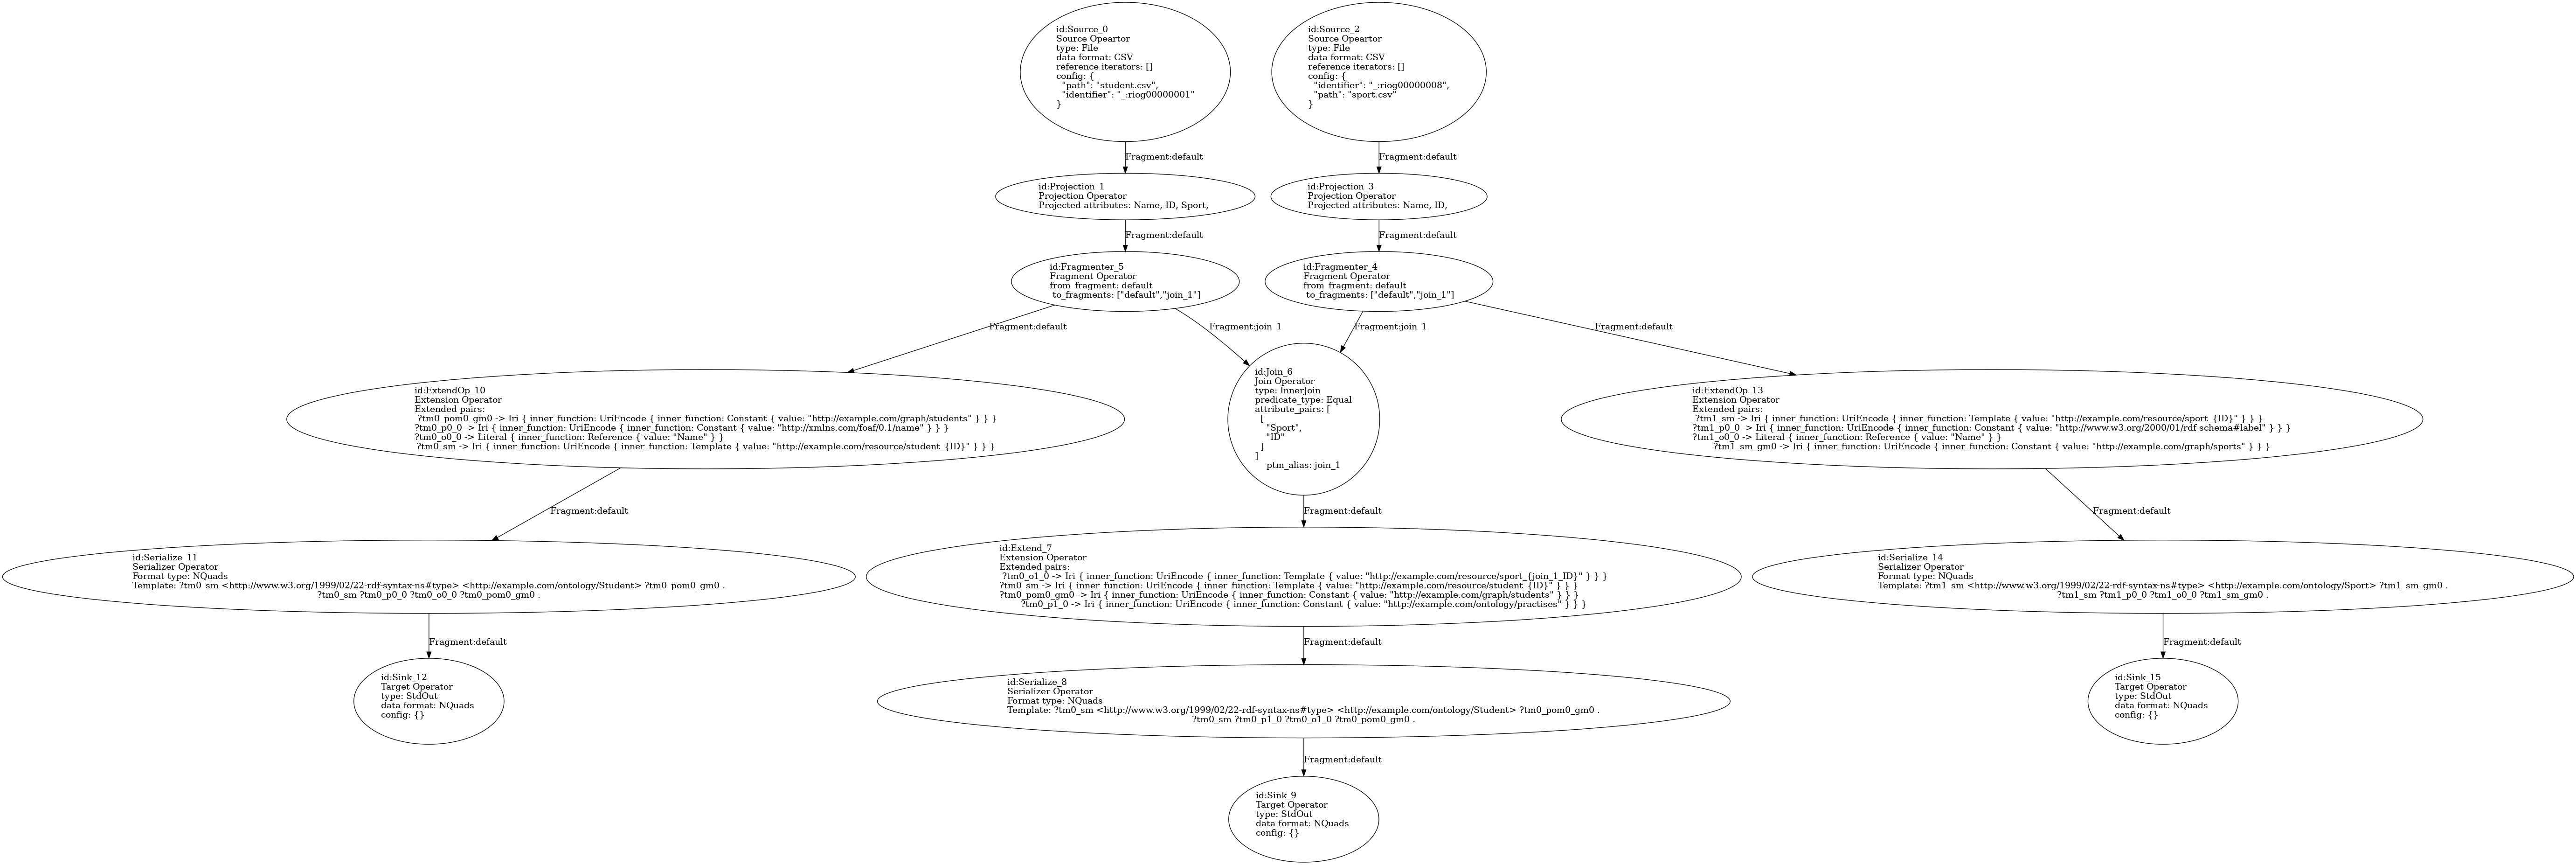 id:Source_0
Source Opeartor
type: File
data format: CSV
reference iterators: []
config: {
"path": "student.csv",
"identifier": "_:riog00000001"
}
id:Source_2
Source Opeartor
type: File
data format: CSV
reference iterators: []
config: {
"identifier": "_:riog00000008",
"path": "sport.csv"
}
Fragment:default
Fragment:default
id:Projection_1
Projection Operator
Projected attributes: Name, ID, Sport,
id:Projection_3
Projection Operator
Projected attributes: Name, ID,
Fragment:default
Fragment:default
id:Fragmenter_5
Fragment Operator
from_fragment: default
to_fragments: ["default","join_1"]
id:Fragmenter_4
Fragment Operator
from_fragment: default
to_fragments: ["default","join_1"]
Fragment:default
Fragment:join_1
Fragment:join_1
Fragment:default
id:ExtendOp_10
Extension Operator
Extended pairs:
?tm0_pom0_gm0 -> Iri { inner_function: UriEncode { inner_function: Constant { value: "http://example.com/graph/students" } } }
?tm0_p0_0 -> Iri { inner_function: UriEncode { inner_function: Constant { value: "http://xmlns.com/foaf/0.1/name" } } }
?tm0_o0_0 -> Literal { inner_function: Reference { value: "Name" } }
?tm0_sm -> Iri { inner_function: UriEncode { inner_function: Template { value: "http://example.com/resource/student_{ID}" } } }
id:Join_6
Join Operator
type: InnerJoin
predicate_type: Equal
attribute_pairs: [
[
"Sport",
"ID"
]
]
ptm_alias: join_1
id:ExtendOp_13
Extension Operator
Extended pairs:
?tm1_sm -> Iri { inner_function: UriEncode { inner_function: Template { value: "http://example.com/resource/sport_{ID}" } } }
?tm1_p0_0 -> Iri { inner_function: UriEncode { inner_function: Constant { value: "http://www.w3.org/2000/01/rdf-schema#label" } } }
?tm1_o0_0 -> Literal { inner_function: Reference { value: "Name" } }
?tm1_sm_gm0 -> Iri { inner_function: UriEncode { inner_function: Constant { value: "http://example.com/graph/sports" } } }
Fragment:default
Fragment:default
Fragment:default
id:Serialize_11
Serializer Operator
Format type: NQuads
Template: ?tm0_sm <http://www.w3.org/1999/02/22-rdf-syntax-ns#type> <http://example.com/ontology/Student> ?tm0_pom0_gm0 .
?tm0_sm ?tm0_p0_0 ?tm0_o0_0 ?tm0_pom0_gm0 .
id:Extend_7
Extension Operator
Extended pairs:
?tm0_o1_0 -> Iri { inner_function: UriEncode { inner_function: Template { value: "http://example.com/resource/sport_{join_1_ID}" } } }
?tm0_sm -> Iri { inner_function: UriEncode { inner_function: Template { value: "http://example.com/resource/student_{ID}" } } }
?tm0_pom0_gm0 -> Iri { inner_function: UriEncode { inner_function: Constant { value: "http://example.com/graph/students" } } }
?tm0_p1_0 -> Iri { inner_function: UriEncode { inner_function: Constant { value: "http://example.com/ontology/practises" } } }
id:Serialize_14
Serializer Operator
Format type: NQuads
Template: ?tm1_sm <http://www.w3.org/1999/02/22-rdf-syntax-ns#type> <http://example.com/ontology/Sport> ?tm1_sm_gm0 .
?tm1_sm ?tm1_p0_0 ?tm1_o0_0 ?tm1_sm_gm0 .
Fragment:default
Fragment:default
Fragment:default
id:Sink_12
Target Operator
type: StdOut
data format: NQuads
config: {}
id:Serialize_8
Serializer Operator
Format type: NQuads
Template: ?tm0_sm <http://www.w3.org/1999/02/22-rdf-syntax-ns#type> <http://example.com/ontology/Student> ?tm0_pom0_gm0 .
?tm0_sm ?tm0_p1_0 ?tm0_o1_0 ?tm0_pom0_gm0 .
id:Sink_15
Target Operator
type: StdOut
data format: NQuads
config: {}
Fragment:default
id:Sink_9
Target Operator
type: StdOut
data format: NQuads
config: {}